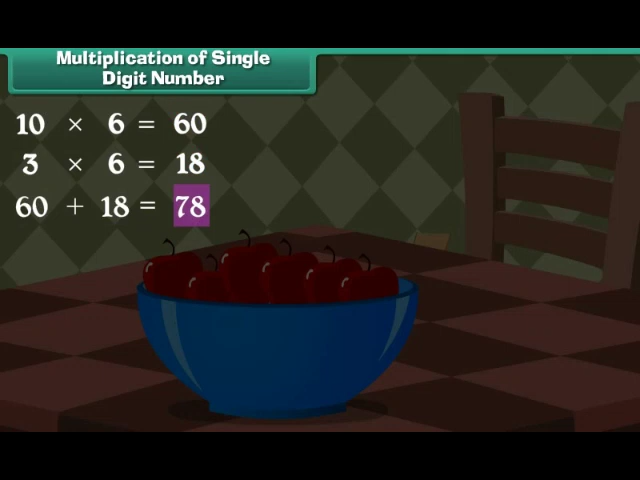 Multiplication of Single
Digit Number
10 × 6 = 60
3 × 6 = 18
60 + 18 = 78